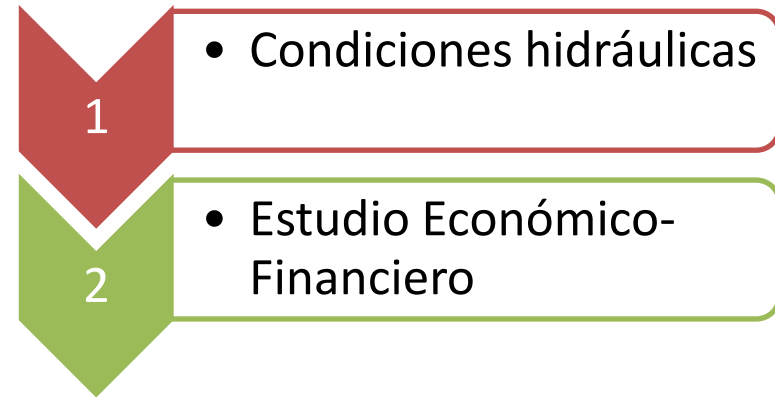 1
• Condiciones hidráulicas
2
• Estudio Económico-
Financiero